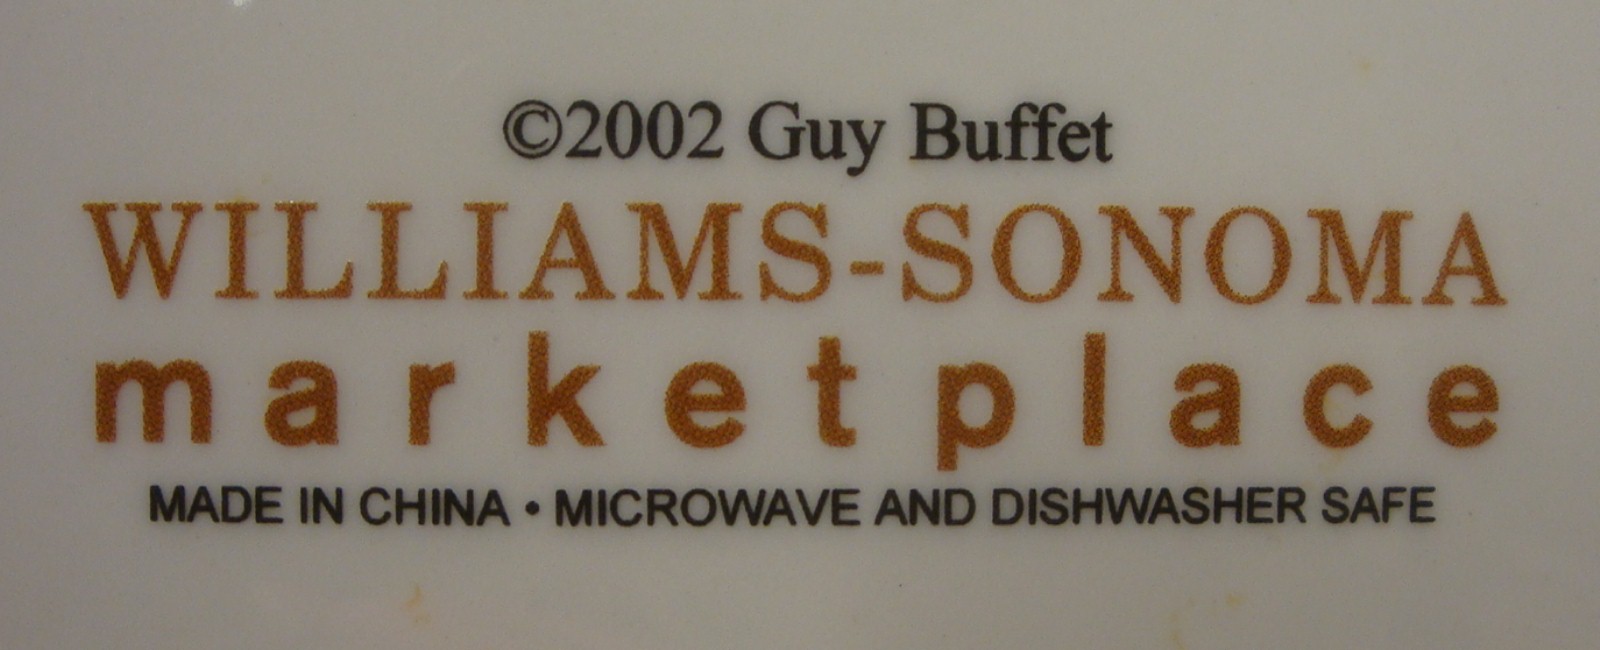 ©2002 Guy Buffet
WILLIAMS-SONOMA
marketplace
MADE IN CHINA • MICROWAVE AND DISHWASHER SAFE